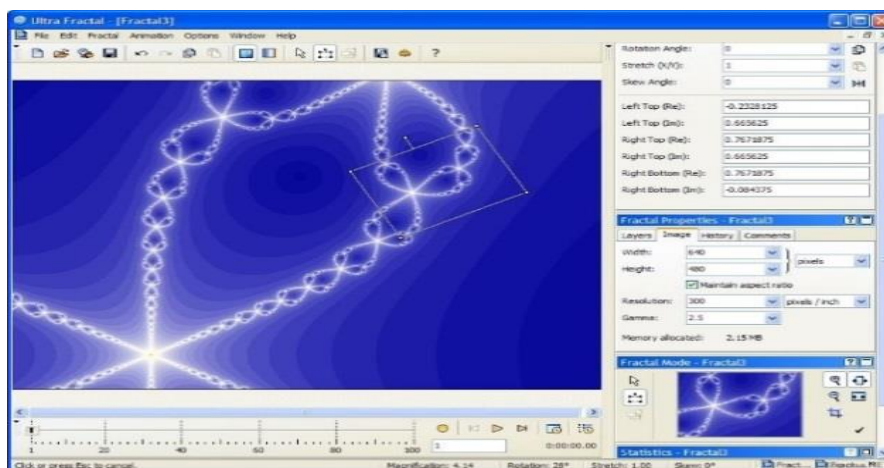 Ultra Fractal - [Fractal3]
File Edit Fractal Animation Options Window Help
?
Rotation Angle: 0
Stretch (X/Y): 1
Skew Angle: 0
Left Top (Re): -0.2328125
Left Top (Im): 0.665625
Right Top (Re): 0.7671875
Right Top (Im): 0.665625
Right Bottom (Re): 0.7671875
Right Bottom (Im): -0.084375
Fractal Properties - Fractal3
Layers Image History Comments
Width: 640
Height: 480
pixels
Maintain aspect ratio
Resolution: 300 pixels / inch
Gamma: 2.5
Memory allocated: 2.15 MB
Fractal Mode - Fractal3
1 20 40 60 80 100
1 0:00:00.00
Statistics - Fractal3
Click or press Esc to cancel. Magnification: 4.14 Rotation: 28° Stretch: 1.00 Skew: 0° Fract...